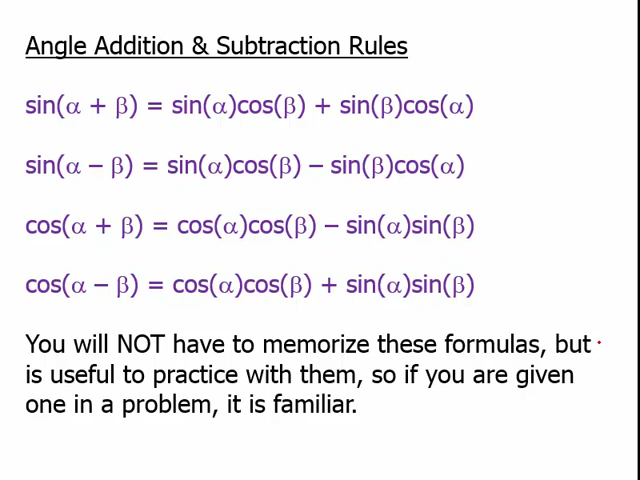 Angle Addition & Subtraction Rules
sin(α + β) = sin(α)cos(β) + sin(β)cos(α)
sin(α − β) = sin(α)cos(β) − sin(β)cos(α)
cos(α + β) = cos(α)cos(β) − sin(α)sin(β)
cos(α − β) = cos(α)cos(β) + sin(α)sin(β)
You will NOT have to memorize these formulas, but
is useful to practice with them, so if you are given
one in a problem, it is familiar.